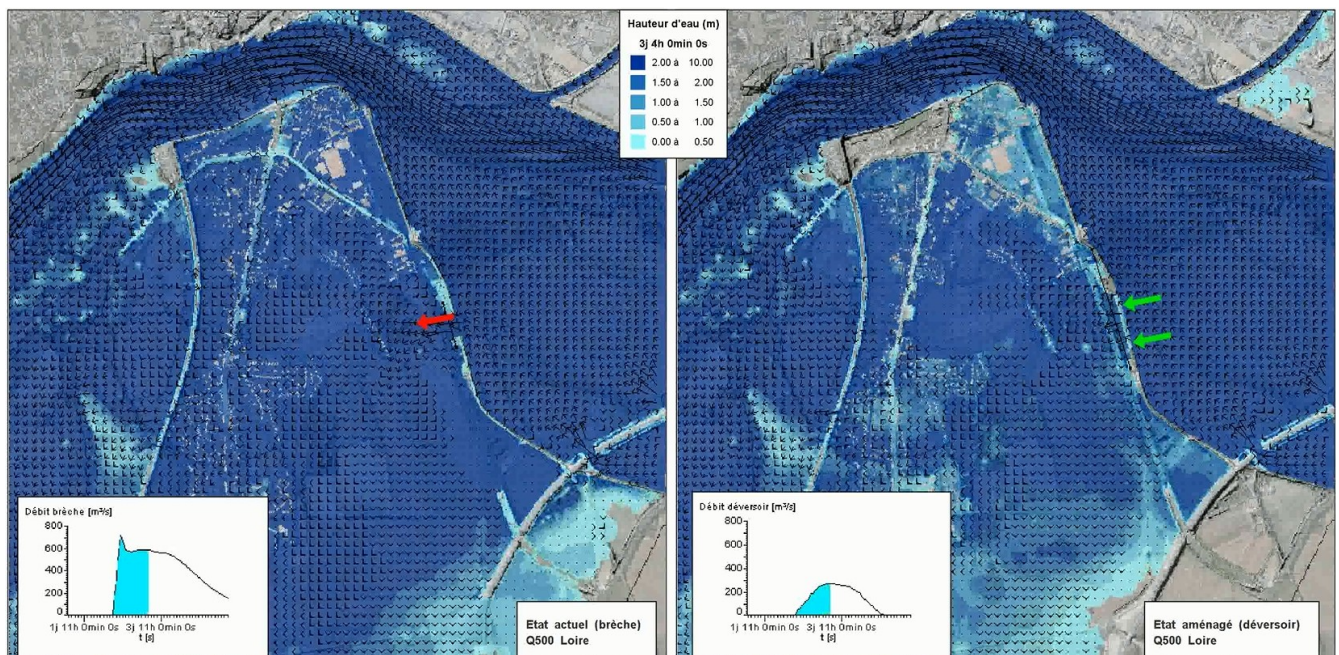 Hauteur d'eau (m)
3j 4h 0min 0s
2.00 à 10.00
1.50 à 2.00
1.00 à 1.50
0.50 à 1.00
0.00 à 0.50
Débit brèche [m³/s]
800
600
400
200
0
1j 11h 0min 0s 3j 11h 0min 0s
t [s]
Etat actuel (brèche)
Q500 Loire
Débit déversoir [m³/s]
800
600
400
200
0
1j 11h 0min 0s 3j 11h 0min 0s
t [s]
Etat aménagé (déversoir)
Q500 Loire